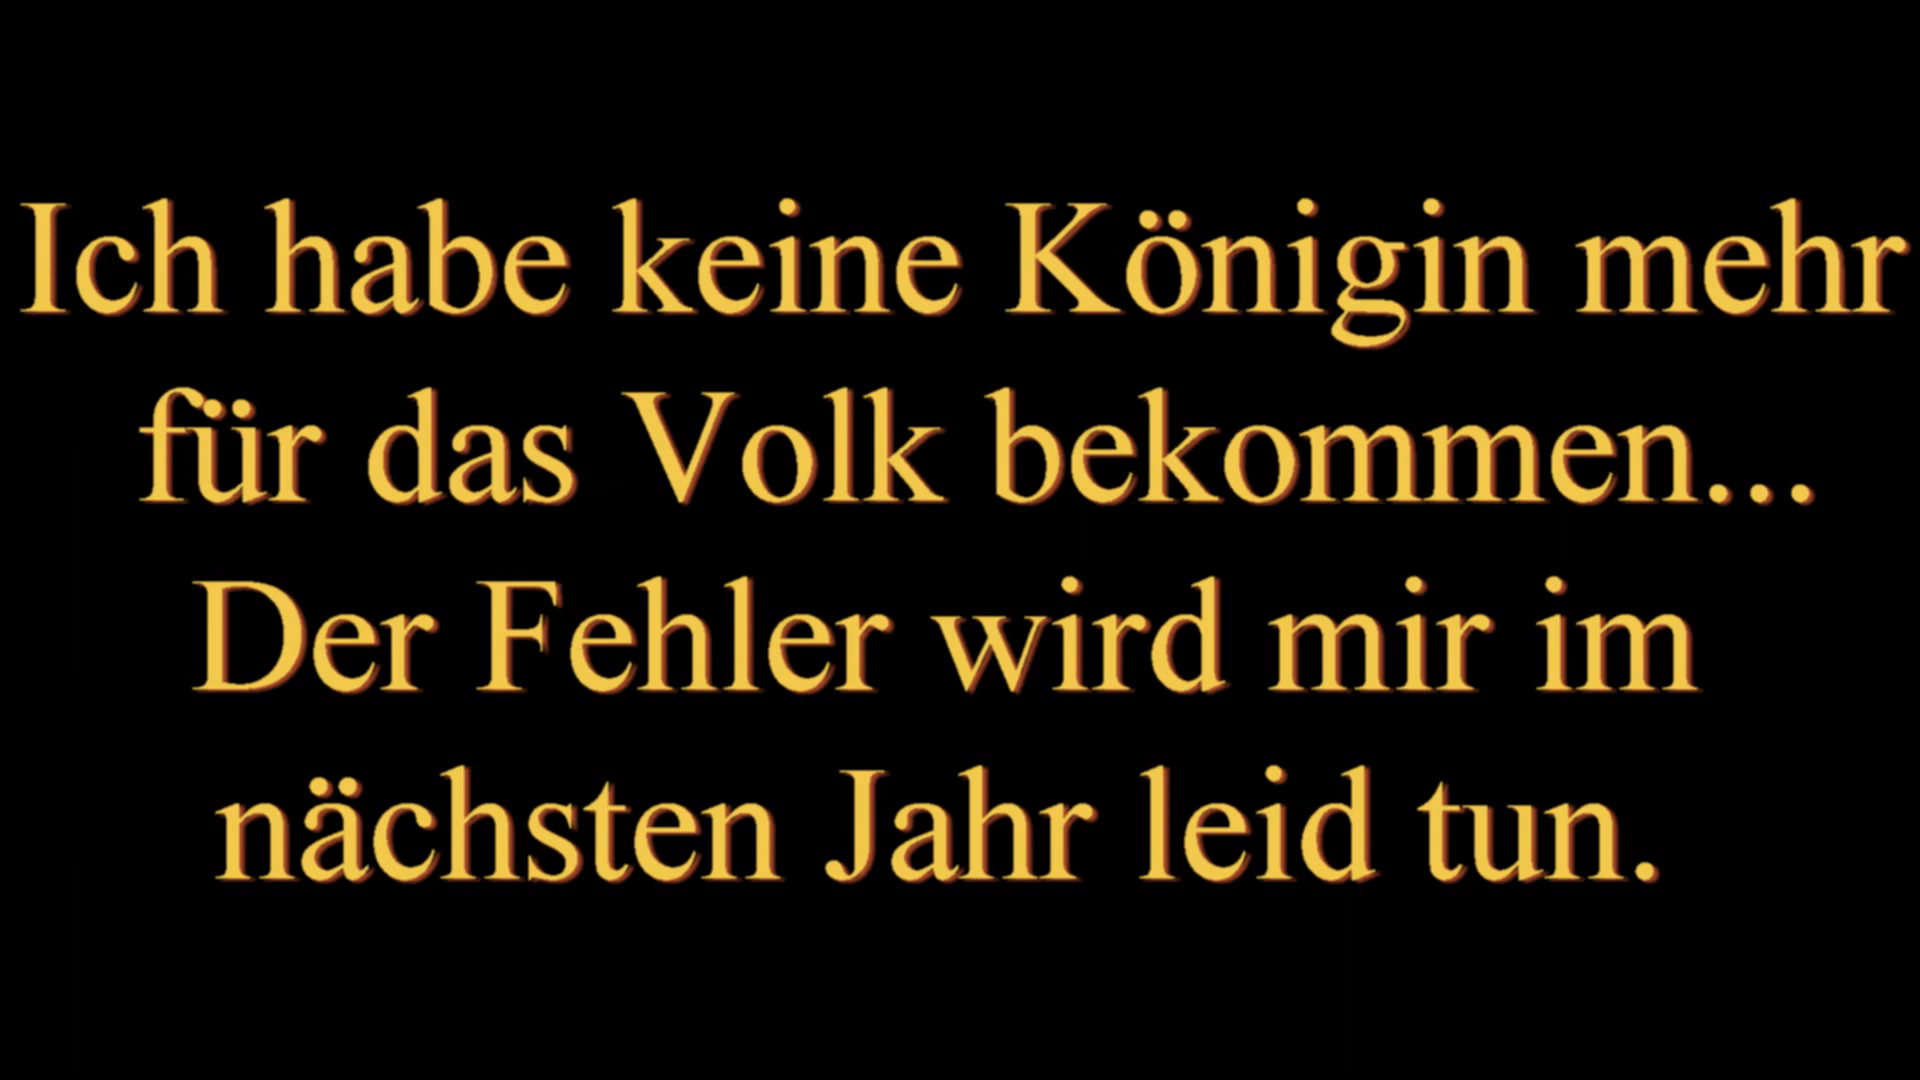 Ich habe keine Königin mehr
für das Volk bekommen...
Der Fehler wird mir im
nächsten Jahr leid tun.